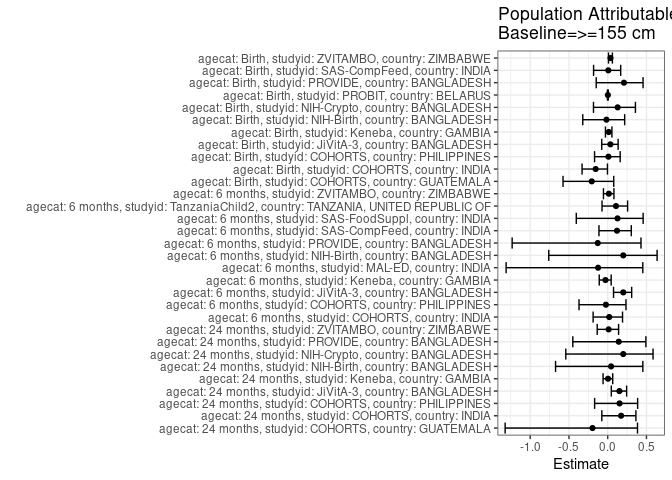 Population Attributable
Baseline=>=155 cm
agecat: Birth, studyid: ZVITAMBO, country: ZIMBABWE
agecat: Birth, studyid: SAS-CompFeed, country: INDIA
agecat: Birth, studyid: PROVIDE, country: BANGLADESH
agecat: Birth, studyid: PROBIT, country: BELARUS
agecat: Birth, studyid: NIH-Crypto, country: BANGLADESH
agecat: Birth, studyid: NIH-Birth, country: BANGLADESH
agecat: Birth, studyid: Keneba, country: GAMBIA
agecat: Birth, studyid: JiVitA-3, country: BANGLADESH
agecat: Birth, studyid: COHORTS, country: PHILIPPINES
agecat: Birth, studyid: COHORTS, country: INDIA
agecat: Birth, studyid: COHORTS, country: GUATEMALA
agecat: 6 months, studyid: ZVITAMBO, country: ZIMBABWE
agecat: 6 months, studyid: TanzaniaChild2, country: TANZANIA, UNITED REPUBLIC OF
agecat: 6 months, studyid: SAS-FoodSuppl, country: INDIA
agecat: 6 months, studyid: SAS-CompFeed, country: INDIA
agecat: 6 months, studyid: PROVIDE, country: BANGLADESH
agecat: 6 months, studyid: NIH-Birth, country: BANGLADESH
agecat: 6 months, studyid: MAL-ED, country: INDIA
agecat: 6 months, studyid: Keneba, country: GAMBIA
agecat: 6 months, studyid: JiVitA-3, country: BANGLADESH
agecat: 6 months, studyid: COHORTS, country: PHILIPPINES
agecat: 6 months, studyid: COHORTS, country: INDIA
agecat: 24 months, studyid: ZVITAMBO, country: ZIMBABWE
agecat: 24 months, studyid: PROVIDE, country: BANGLADESH
agecat: 24 months, studyid: NIH-Crypto, country: BANGLADESH
agecat: 24 months, studyid: NIH-Birth, country: BANGLADESH
agecat: 24 months, studyid: Keneba, country: GAMBIA
agecat: 24 months, studyid: JiVitA-3, country: BANGLADESH
agecat: 24 months, studyid: COHORTS, country: PHILIPPINES
agecat: 24 months, studyid: COHORTS, country: INDIA
agecat: 24 months, studyid: COHORTS, country: GUATEMALA
-1.0 -0.5 0.0 0.5
Estimate